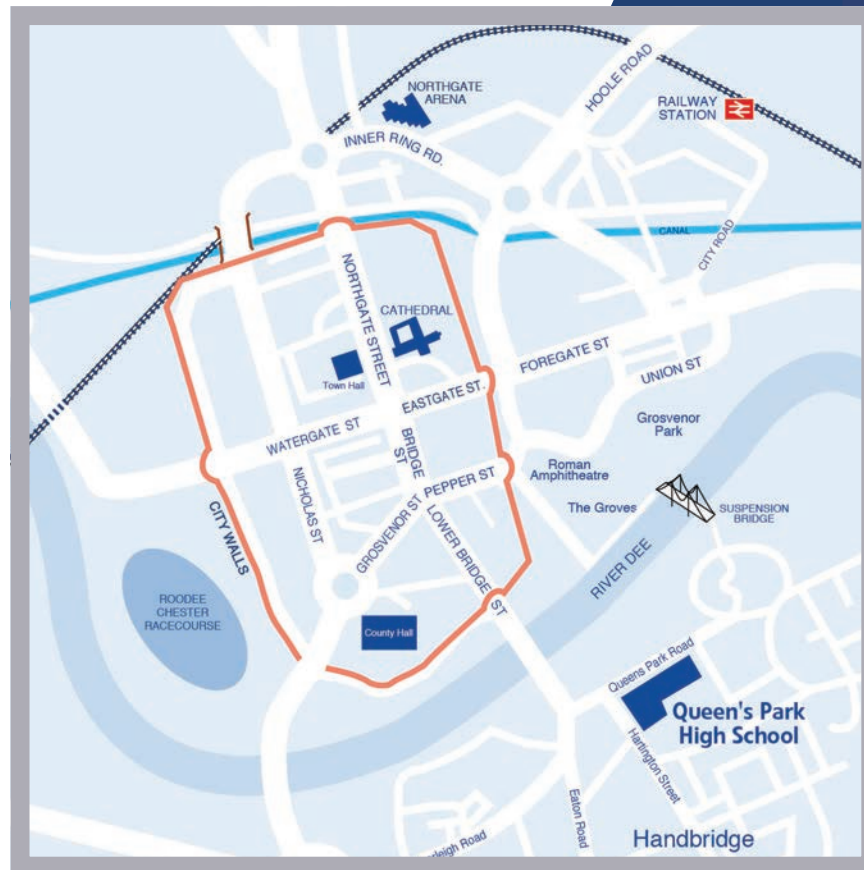 NORTHGATE
ARENA
HOOLE ROAD
RAILWAY
STATION
INNER RING RD.
CANAL
CITY ROAD
NORTHGATE STREET
CATHEDRAL
Town Hall
FOREGATE ST
EASTGATE ST.
UNION ST
WATERGATE ST
BRIDGE
ST
Grosvenor
Park
NICHOLAS ST
PEPPER ST
Roman
Amphitheatre
The Groves
SUSPENSION
BRIDGE
CITY WALLS
GROSVENOR ST
LOWER BRIDGE ST
RIVER DEE
ROODEE
CHESTER
RACECOURSE
County Hall
Queens Park Road
Queen's Park
High School
Hartington Street
Eaton Road
Road
Handbridge